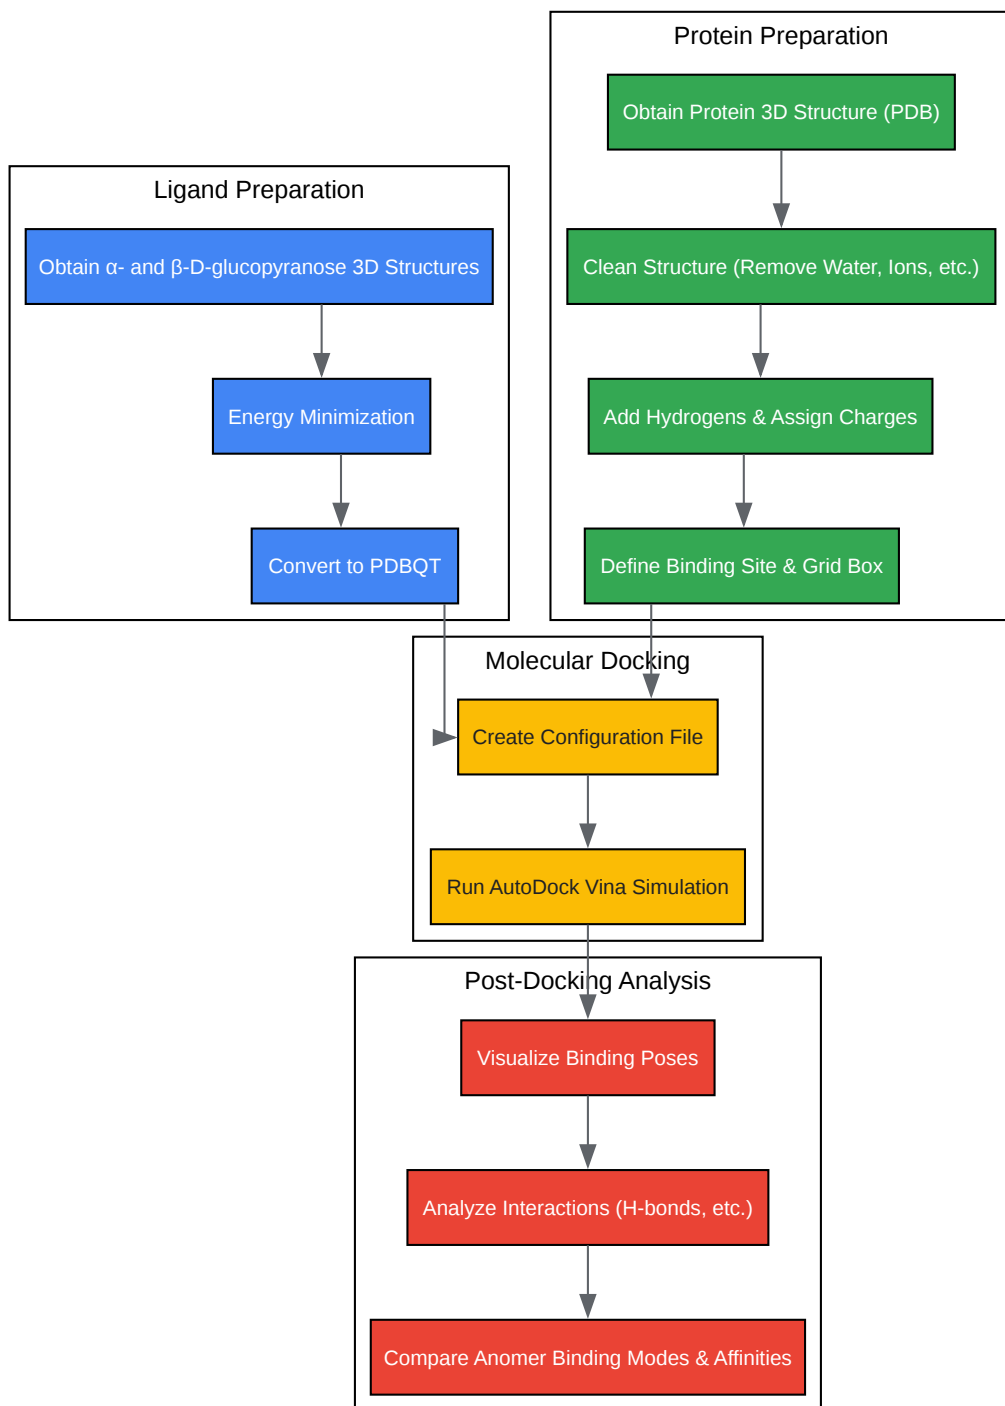 Protein Preparation
Obtain Protein 3D Structure (PDB)
Clean Structure (Remove Water, Ions, etc.)
Add Hydrogens & Assign Charges
Define Binding Site & Grid Box
Ligand Preparation
Obtain α- and β-D-glucopyranose 3D Structures
Energy Minimization
Convert to PDBQT
Molecular Docking
Create Configuration File
Run AutoDock Vina Simulation
Post-Docking Analysis
Visualize Binding Poses
Analyze Interactions (H-bonds, etc.)
Compare Anomer Binding Modes & Affinities